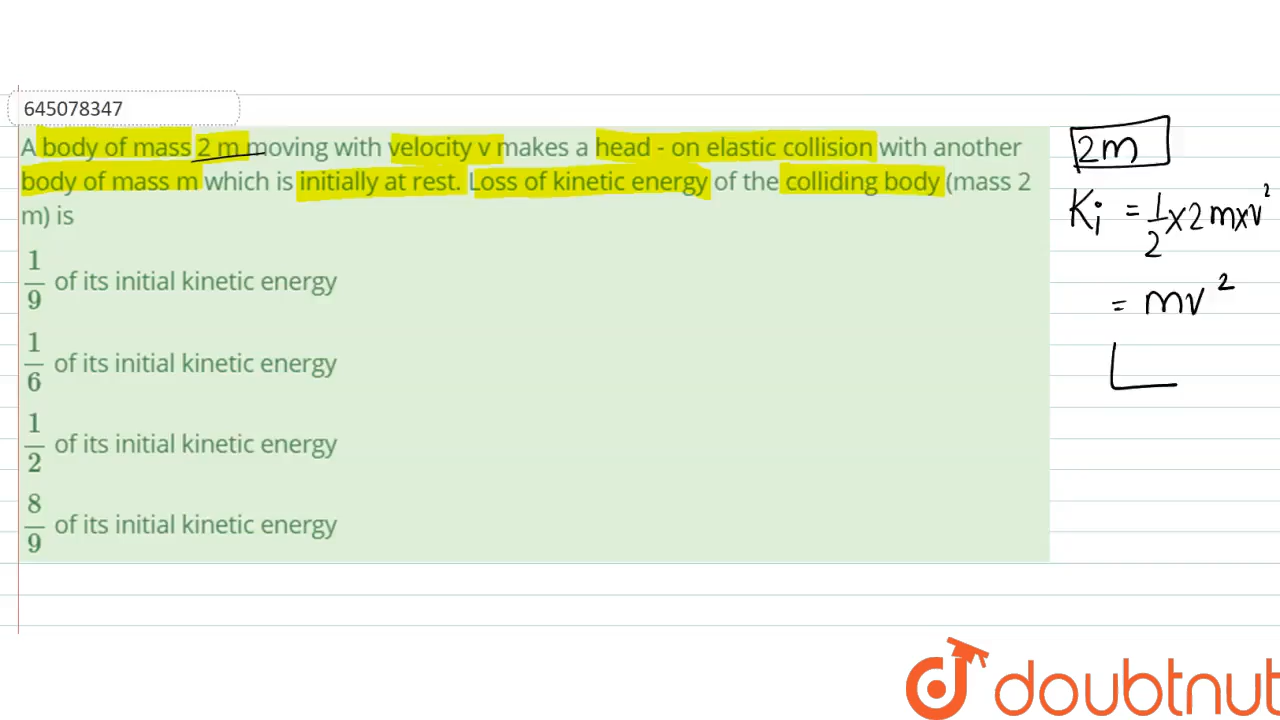 645078347
A body of mass 2 m moving with velocity v makes a head - on elastic collision with another
body of mass m which is initially at rest. Loss of kinetic energy of the colliding body (mass 2
m) is
1/9 of its initial kinetic energy
1/6 of its initial kinetic energy
1/2 of its initial kinetic energy
8/9 of its initial kinetic energy
2m
Ki = 1/2 x 2 m x v²
= mv²
doubtnut